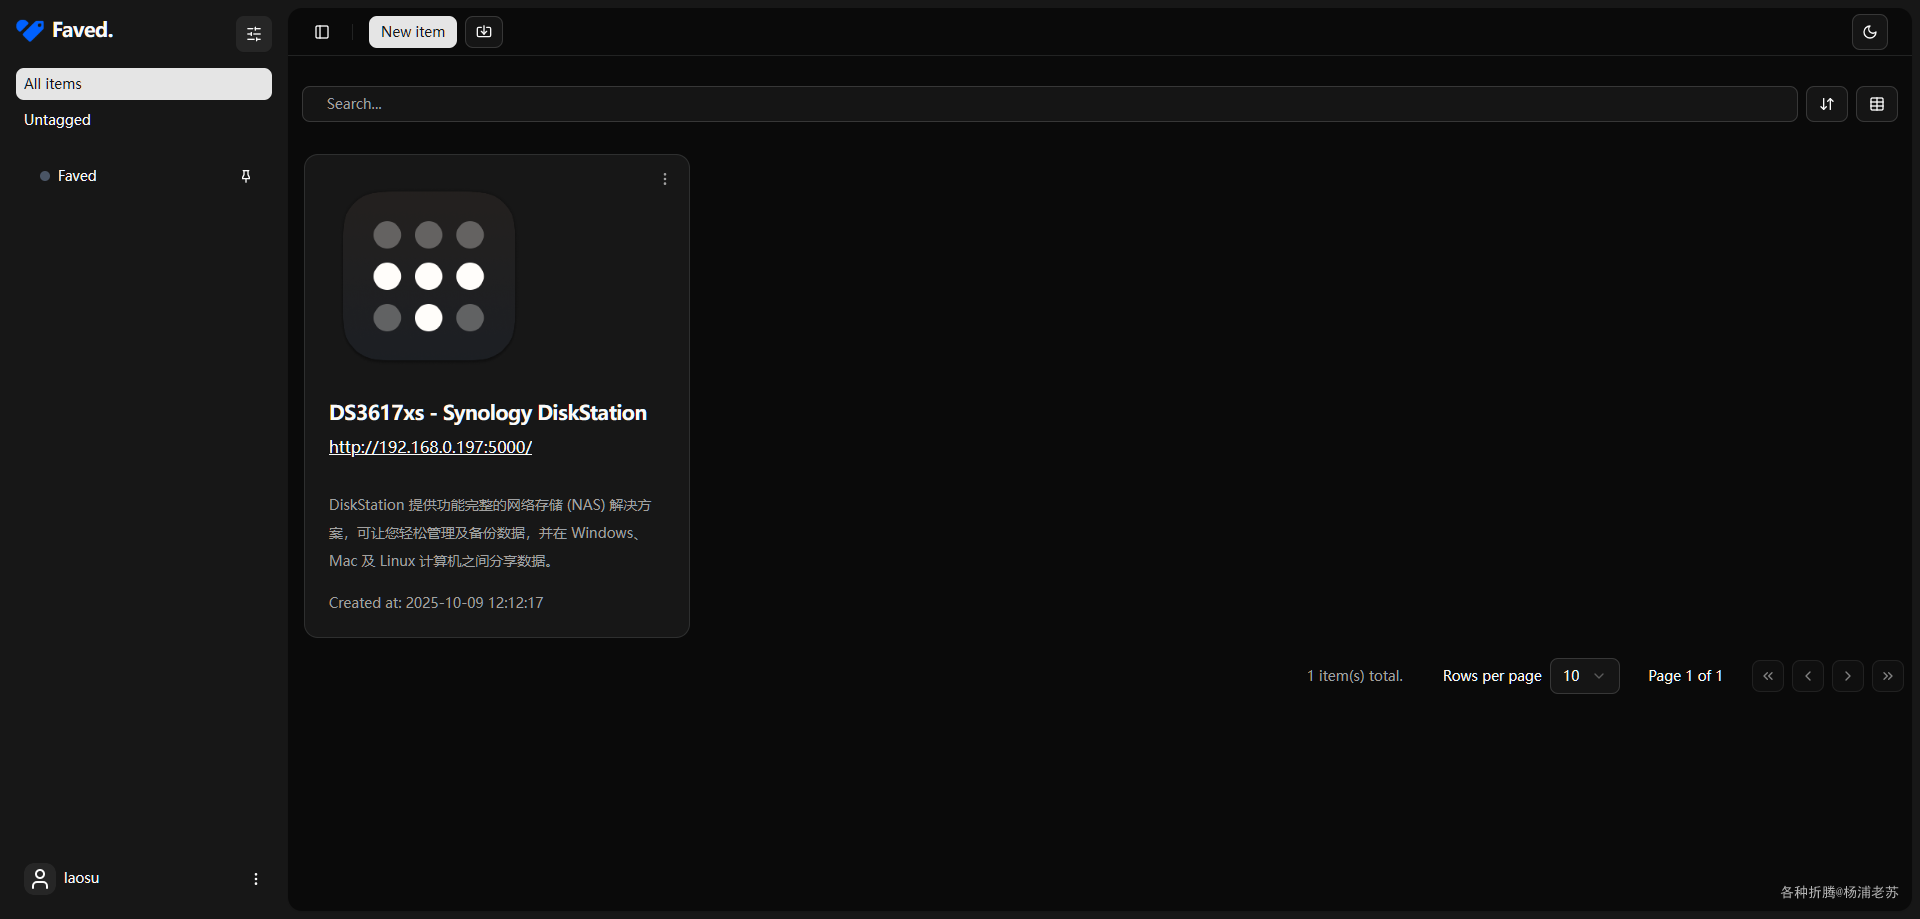 Faved.
New item
All items
Search...
Untagged
Faved
DS3617xs - Synology DiskStation
http://192.168.0.197:5000/
DiskStation 提供功能完整的网络存储 (NAS) 解决方
案，可让您轻松管理及备份数据，并在 Windows、
Mac 及 Linux 计算机之间分享数据。
Created at: 2025-10-09 12:12:17
1 item(s) total.
Rows per page
10
Page 1 of 1
laosu
各种折腾@杨浦老苏